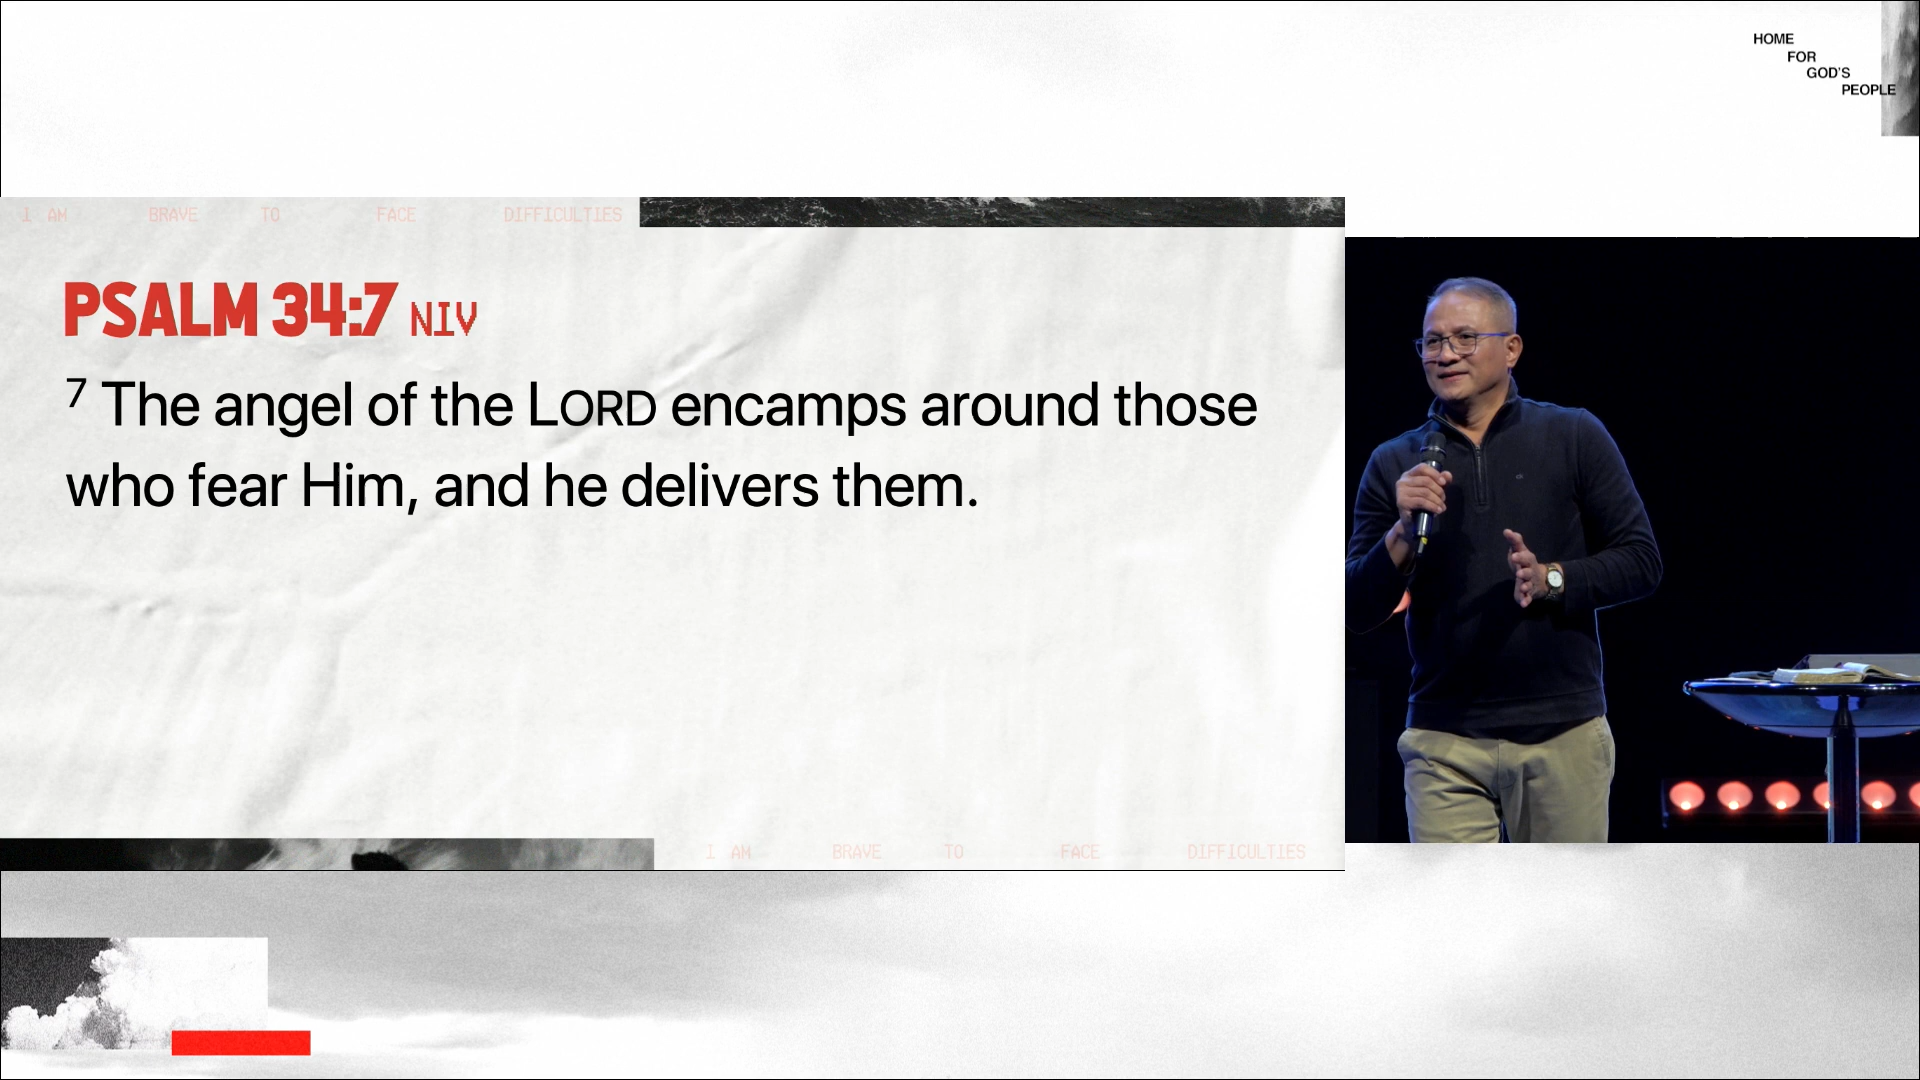 HOME
FOR
GOD'S
PEOPLE
I AM BRAVE TO FACE DIFFICULTIES
PSALM 34:7 NIV
7 The angel of the LORD encamps around those
who fear Him, and he delivers them.
I AM BRAVE TO FACE DIFFICULTIES